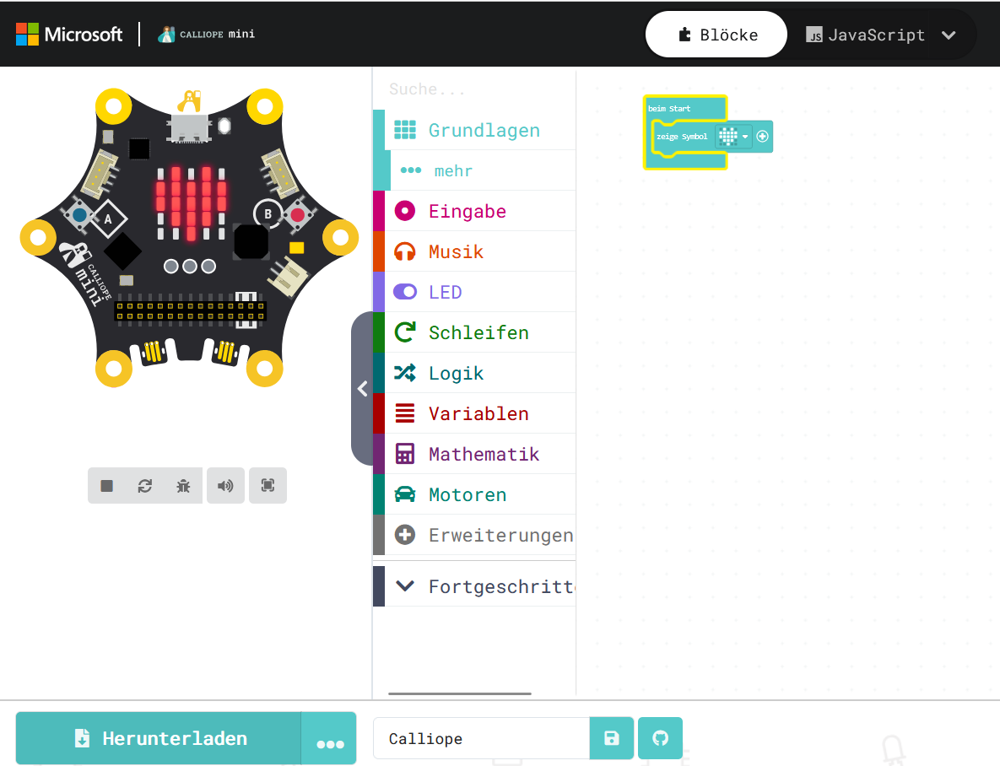 Microsoft
CALLIOPE mini
Blöcke
JS JavaScript
Suche...
Grundlagen
mehr
Eingabe
Musik
LED
Schleifen
Logik
Variablen
Mathematik
Motoren
Erweiterungen
Fortgeschritte
beim Start
zeige Symbol
A
B
CALLIOPE
mini
Herunterladen
Calliope